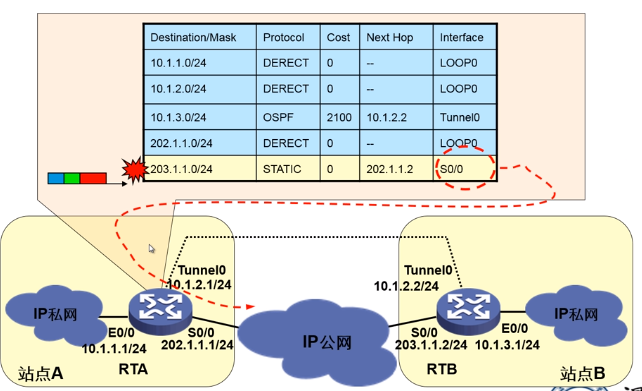 Destination/Mask Protocol Cost Next Hop Interface
10.1.1.0/24 DERECT 0 -- LOOP0
10.1.2.0/24 DERECT 0 -- LOOP0
10.1.3.0/24 OSPF 2100 10.1.2.2 Tunnel0
202.1.1.0/24 DERECT 0 -- LOOP0
203.1.1.0/24 STATIC 0 202.1.1.2 S0/0
Tunnel0
10.1.2.1/24
Tunnel0
10.1.2.2/24
IP私网
E0/0
10.1.1.1/24
S0/0
202.1.1.1/24
IP公网
S0/0
203.1.1.2/24
E0/0
10.1.3.1/24
IP私网
站点A
RTA
RTB
站点B